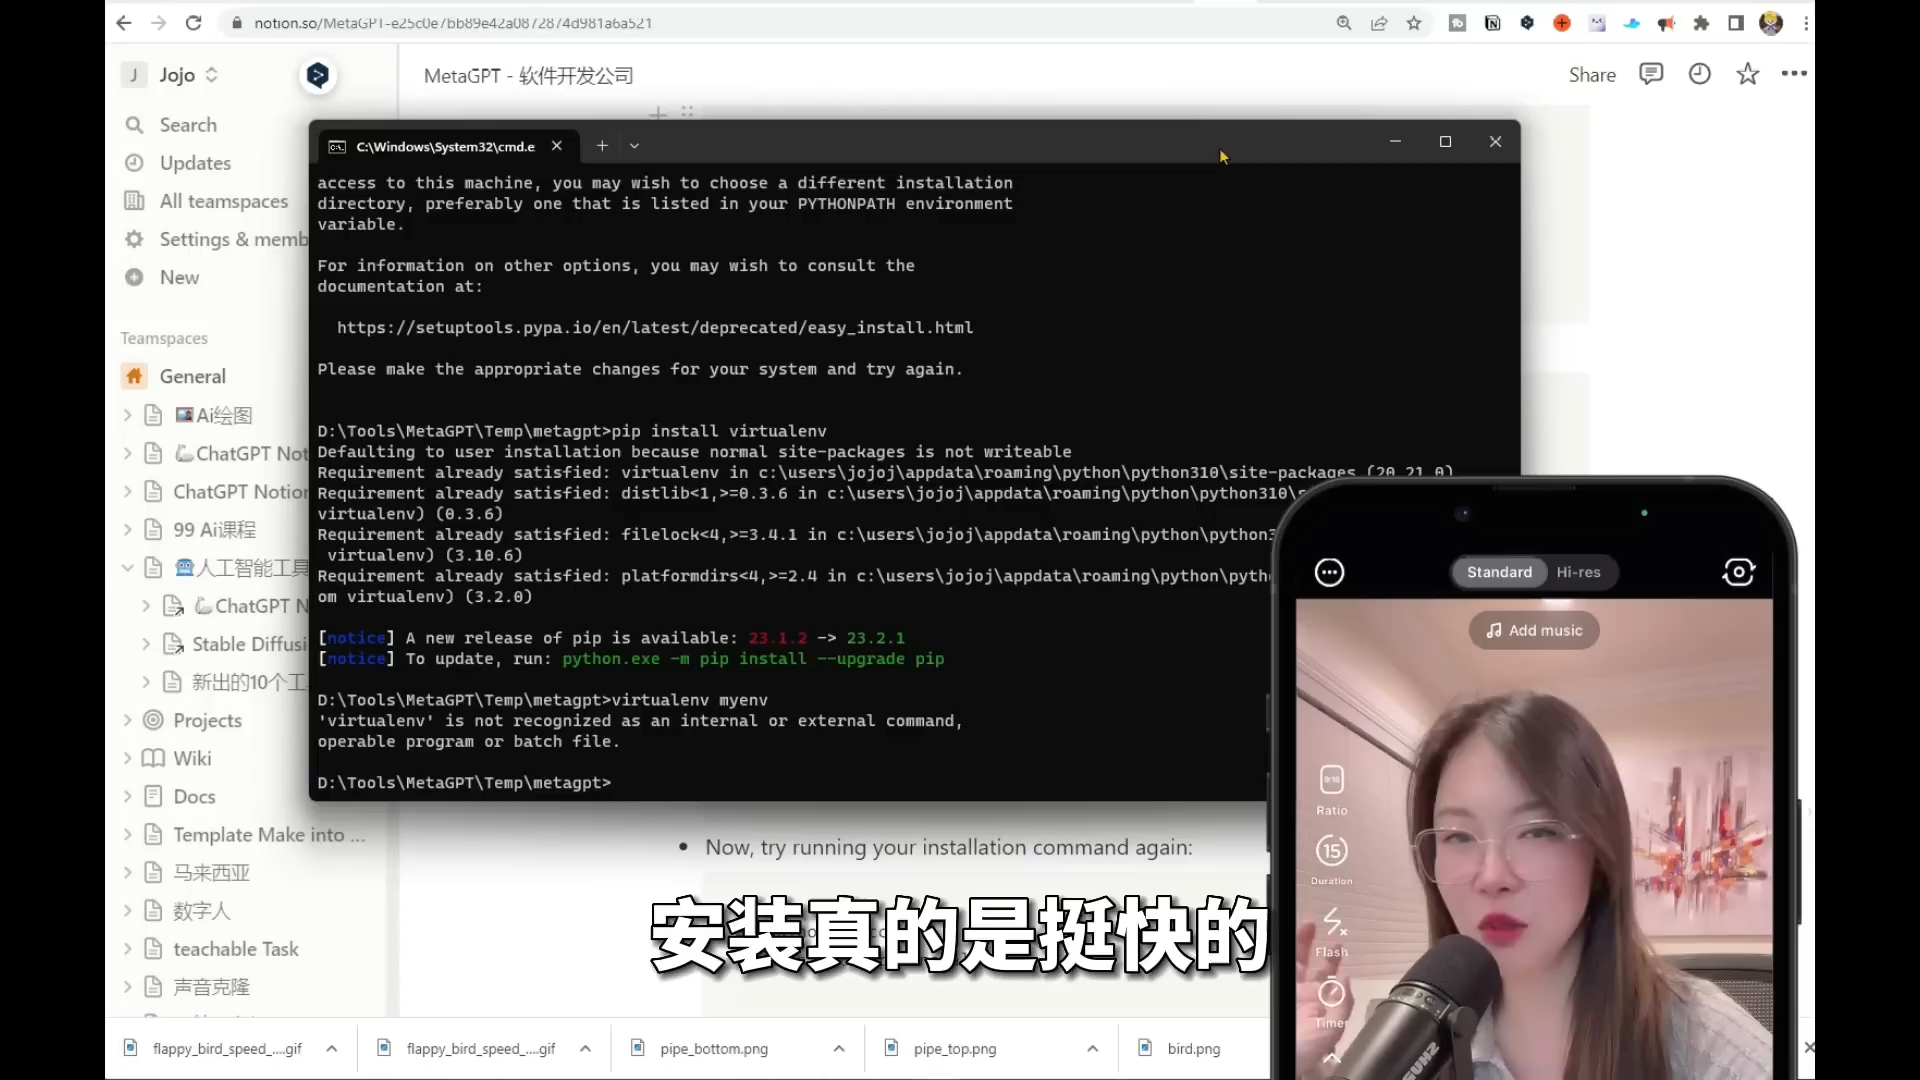 notion.so/MetaGPT-e25c0e7bb89e42a0872874d981a6a521
J Jojo
MetaGPT - 软件开发公司
Share
Search
Updates
All teamspaces
Settings & memb
New
Teamspaces
General
Ai绘图
ChatGPT Not
ChatGPT Notion
99 Ai课程
人工智能工具
ChatGPT N
Stable Diffusi
新出的10个工
Projects
Wiki
Docs
Template Make into ...
马来西亚
数字人
teachable Task
声音克隆
C:\Windows\System32\cmd.e
access to this machine, you may wish to choose a different installation
directory, preferably one that is listed in your PYTHONPATH environment
variable.
For information on other options, you may wish to consult the
documentation at:
https://setuptools.pypa.io/en/latest/deprecated/easy_install.html
Please make the appropriate changes for your system and try again.
D:\Tools\MetaGPT\Temp\metagpt>pip install virtualenv
Defaulting to user installation because normal site-packages is not writeable
Requirement already satisfied: virtualenv in c:\users\jojoj\appdata\roaming\python\python310\site-packages (20.21.0)
Requirement already satisfied: distlib<1,>=0.3.6 in c:\users\jojoj\appdata\roaming\python\python310\s
virtualenv) (0.3.6)
Requirement already satisfied: filelock<4,>=3.4.1 in c:\users\jojoj\appdata\roaming\python\python3
virtualenv) (3.10.6)
Requirement already satisfied: platformdirs<4,>=2.4 in c:\users\jojoj\appdata\roaming\python\pyth
om virtualenv) (3.2.0)
[notice] A new release of pip is available: 23.1.2 -> 23.2.1
[notice] To update, run: python.exe -m pip install --upgrade pip
D:\Tools\MetaGPT\Temp\metagpt>virtualenv myenv
'virtualenv' is not recognized as an internal or external command,
operable program or batch file.
D:\Tools\MetaGPT\Temp\metagpt>
Now, try running your installation command again:
安装真的是挺快的
Standard
Hi-res
Add music
9:16
Ratio
15
Duration
Flash
Timer
flappy_bird_speed_....gif
flappy_bird_speed_....gif
pipe_bottom.png
pipe_top.png
bird.png